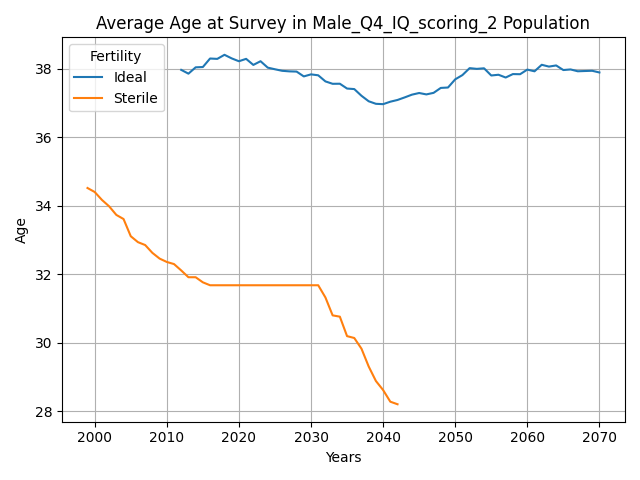 Average Age at Survey in Male_Q4_IQ_scoring_2 Population
Fertility
Ideal
Sterile
38
36
34
32
30
28
Age
2000 2010 2020 2030 2040 2050 2060 2070
Years